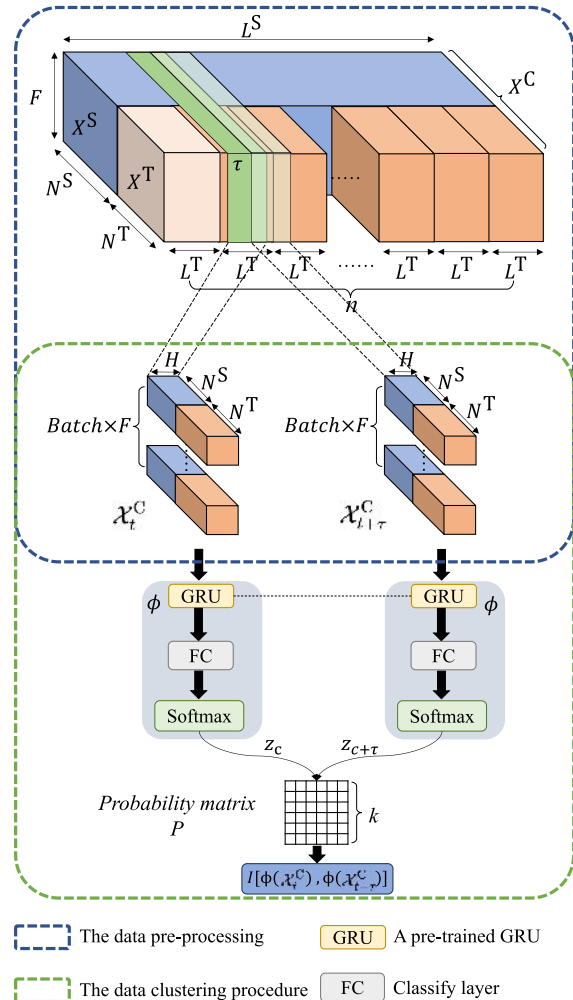 L^S
F
X^C
X^S
X^T
τ
N^S
N^T
L^T L^T L^T ...... L^T L^T L^T
n
H N^S N^T
Batch×F
H N^S N^T
Batch×F
𝒳_t^C
𝒳_{t+τ}^C
ϕ GRU
GRU ϕ
FC
FC
Softmax
Softmax
z_c
z_{c+τ}
Probability matrix
P
k
I[ϕ(𝒳_t^C),ϕ(𝒳_{t-τ}^C)]
The data pre-processing
GRU A pre-trained GRU
The data clustering procedure
FC Classify layer